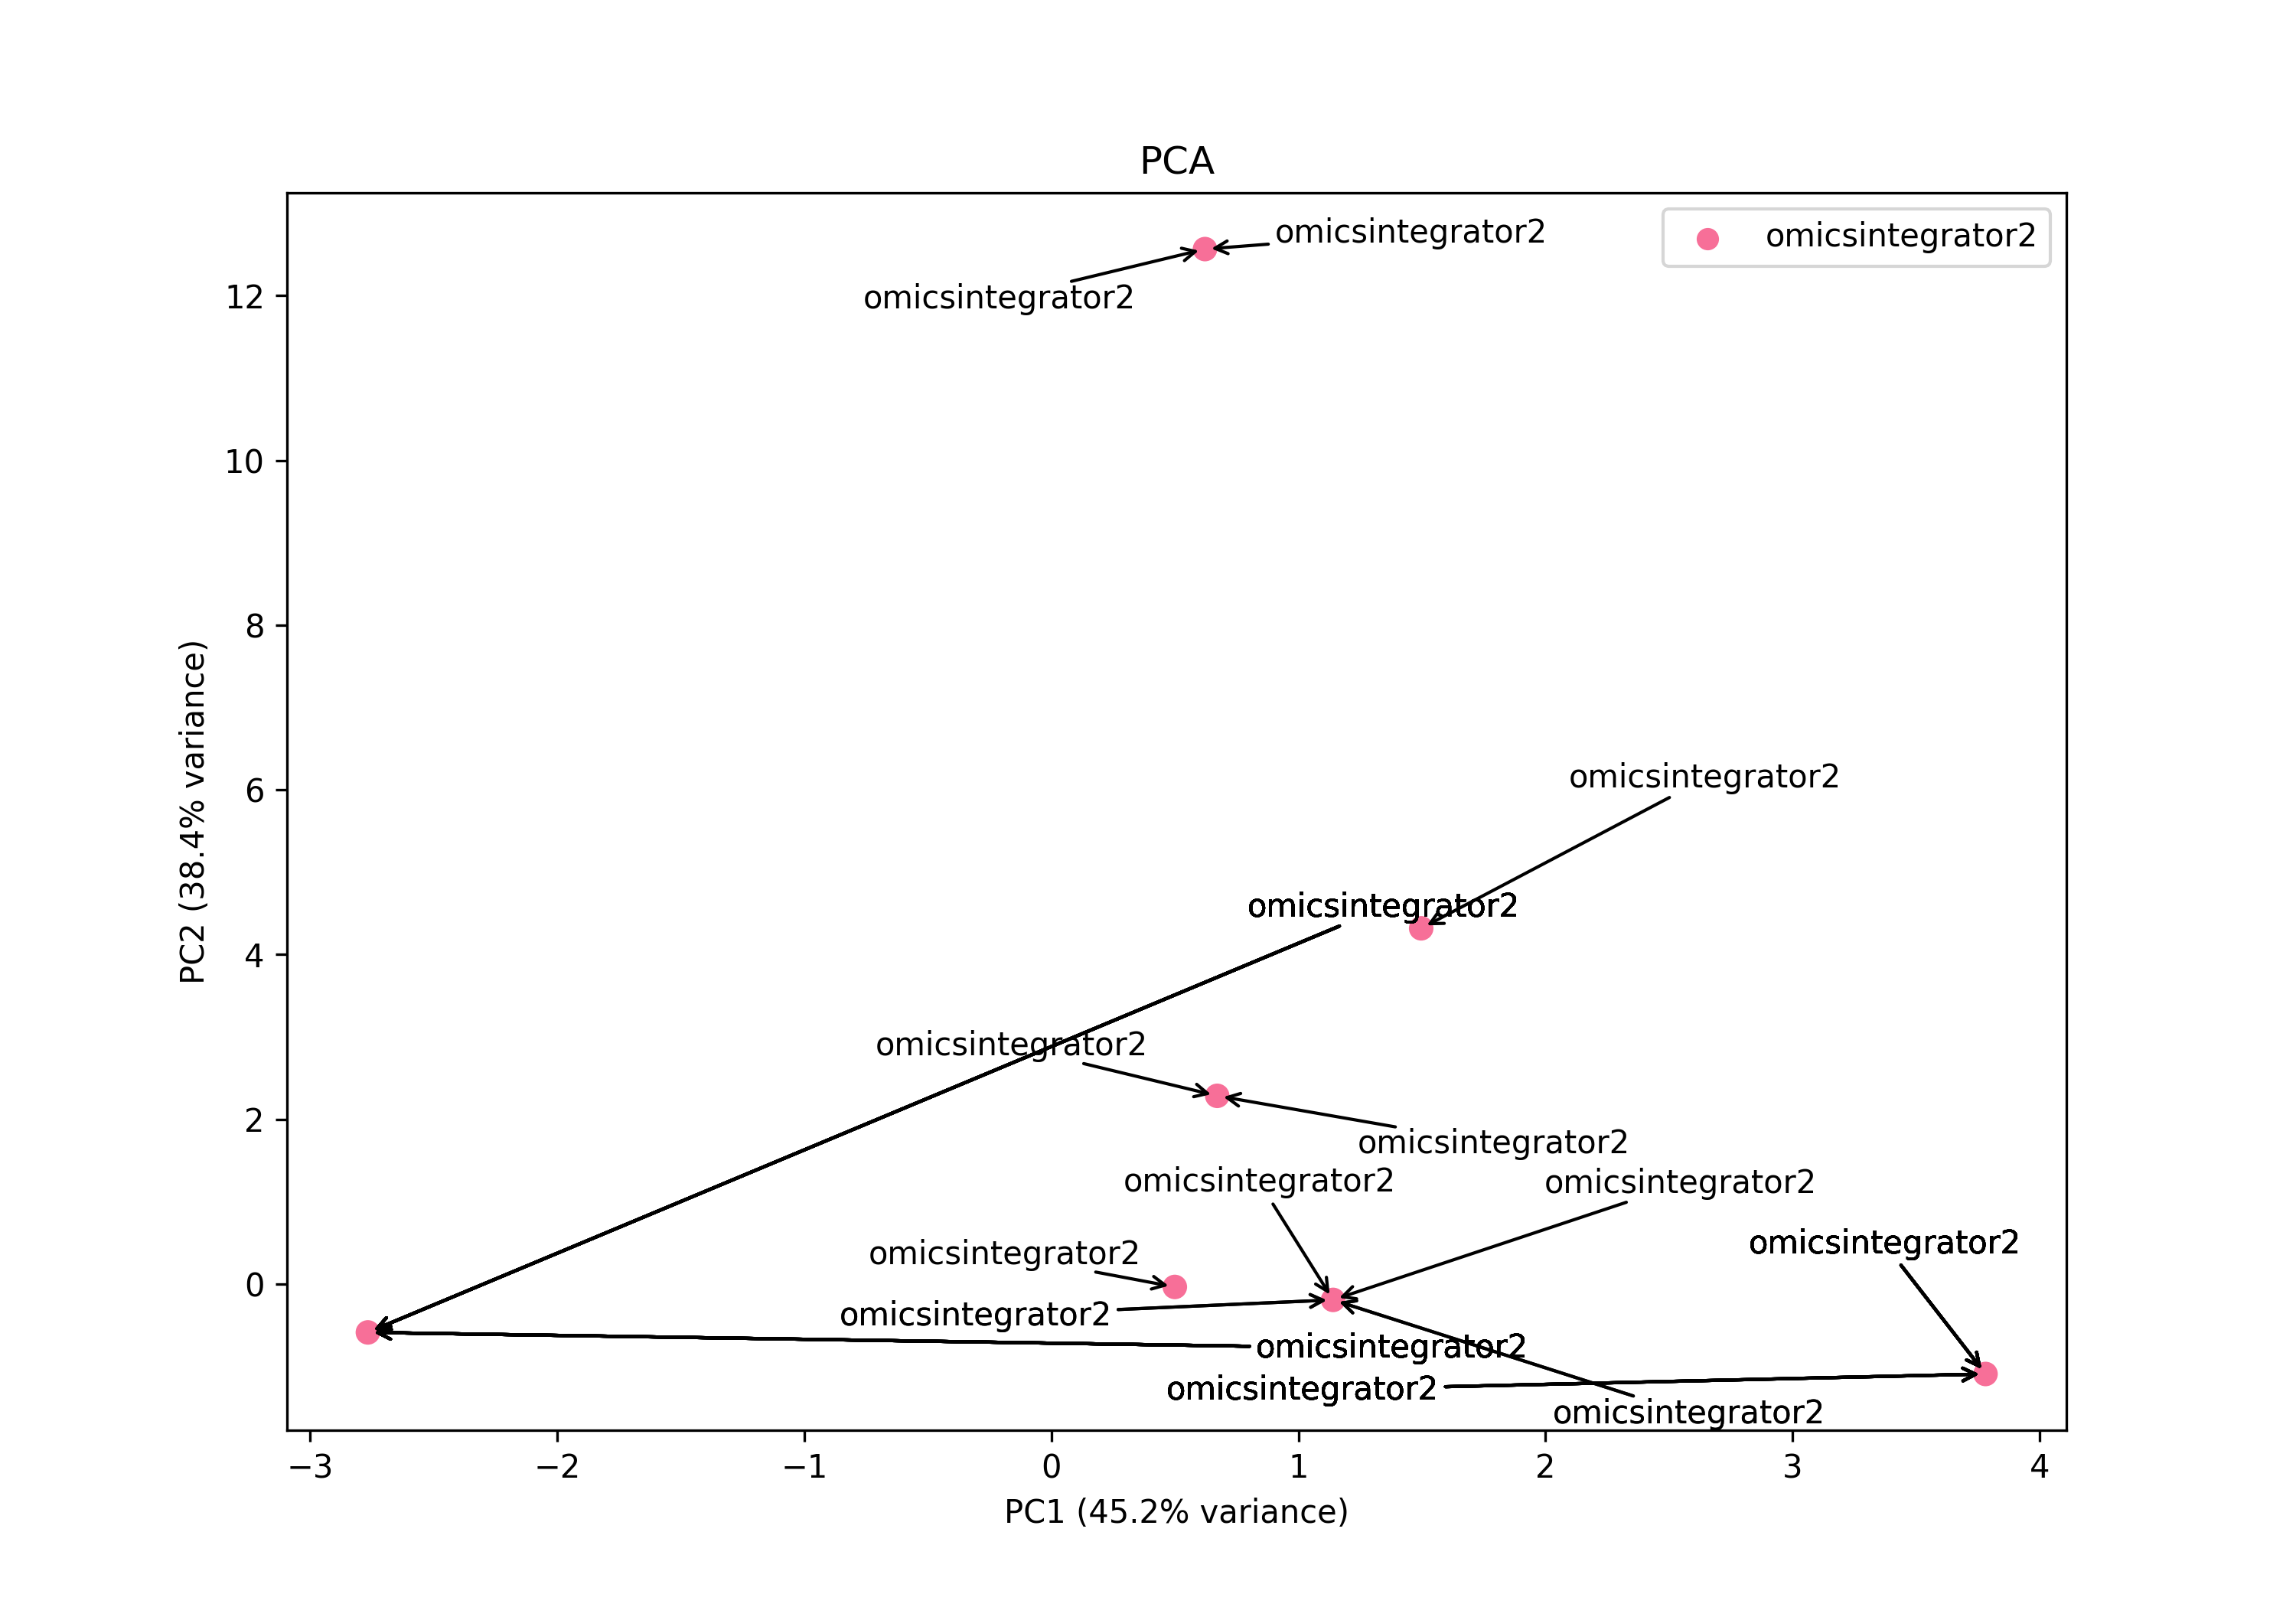 PCA
omicsintegrator2
omicsintegrator2
omicsintegrator2
12
10
8
6
4
2
0
PC2 (38.4% variance)
omicsintegrator2
omicsintegrator2
omicsintegrator2
omicsintegrator2
omicsintegrator2
omicsintegrator2
omicsintegrator2
omicsintegrator2
omicsintegrator2
omicsintegrator2
omicsintegrator2
omicsintegrator2
−3
−2
−1
0
1
2
3
4
PC1 (45.2% variance)